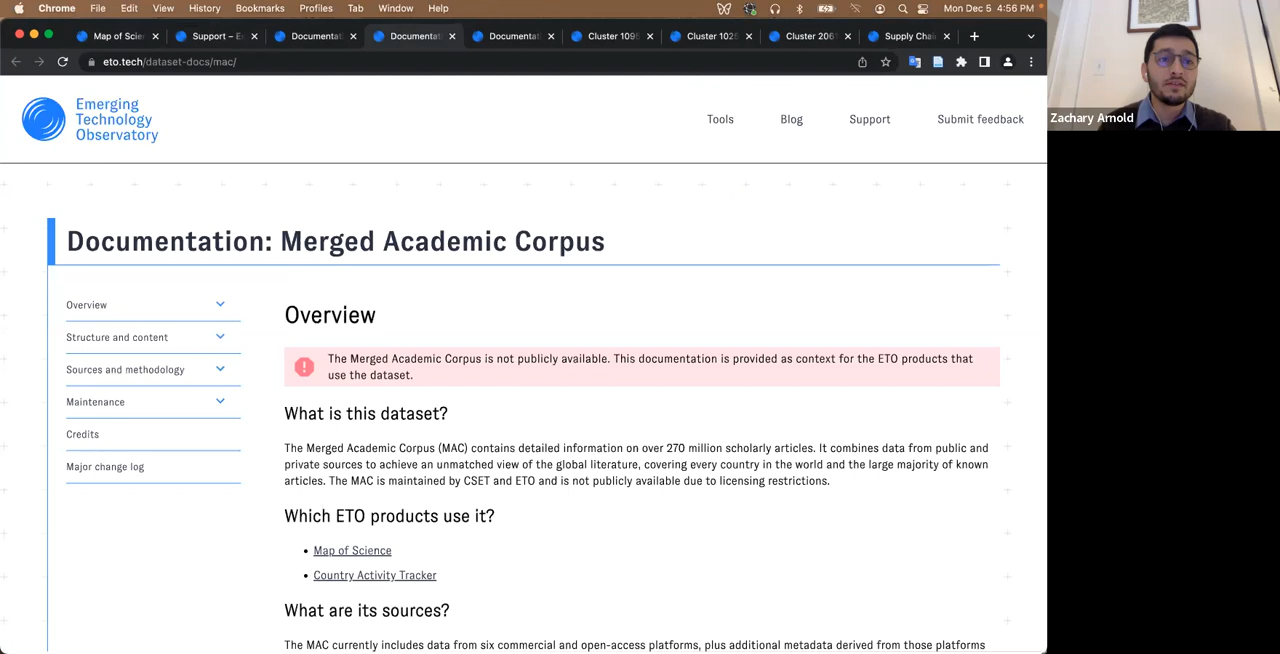 Chrome File Edit View History Bookmarks Profiles Tab Window Help Mon Dec 5 4:56 PM
Map of Scie Support – E Documentat Documentat Documentat Cluster 1095 Cluster 1025 Cluster 2061 Supply Chai
eto.tech/dataset-docs/mac/
Emerging
Technology
Observatory
Tools Blog Support Submit feedback
Zachary Arnold
Documentation: Merged Academic Corpus
Overview
Structure and content
Sources and methodology
Maintenance
Credits
Major change log
Overview
The Merged Academic Corpus is not publicly available. This documentation is provided as context for the ETO products that
use the dataset.
What is this dataset?
The Merged Academic Corpus (MAC) contains detailed information on over 270 million scholarly articles. It combines data from public and
private sources to achieve an unmatched view of the global literature, covering every country in the world and the large majority of known
articles. The MAC is maintained by CSET and ETO and is not publicly available due to licensing restrictions.
Which ETO products use it?
• Map of Science
• Country Activity Tracker
What are its sources?
The MAC currently includes data from six commercial and open-access platforms, plus additional metadata derived from those platforms